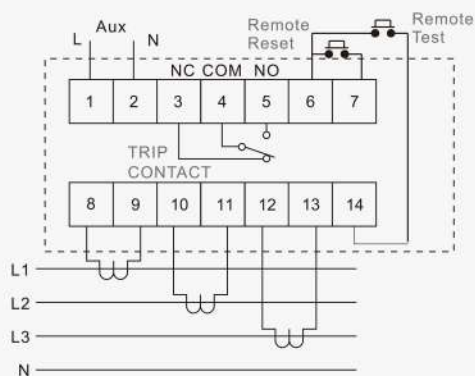 Aux
L N
Remote
Reset
Remote
Test
NC COM NO
1 2 3 4 5 6 7
TRIP
CONTACT
8 9 10 11 12 13 14
L1
L2
L3
N